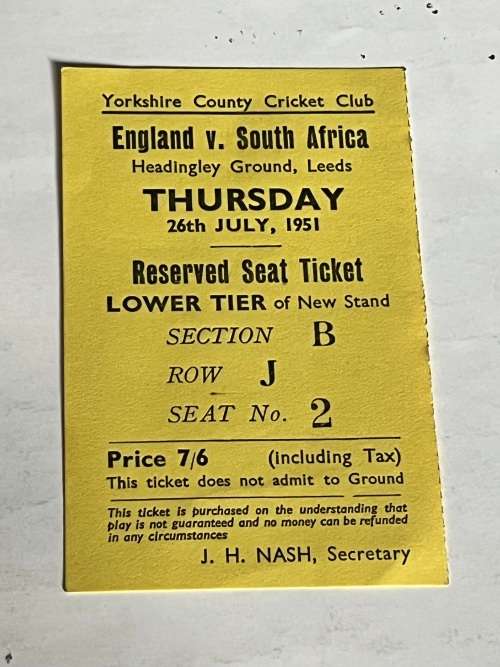 Yorkshire County Cricket Club
England v. South Africa
Headingley Ground, Leeds
THURSDAY
26th JULY, 1951
Reserved Seat Ticket
LOWER TIER of New Stand
SECTION B
ROW J
SEAT No. 2
Price 7/6 (including Tax)
This ticket does not admit to Ground
This ticket is purchased on the understanding that
play is not guaranteed and no money can be refunded
in any circumstances
J. H. NASH, Secretary